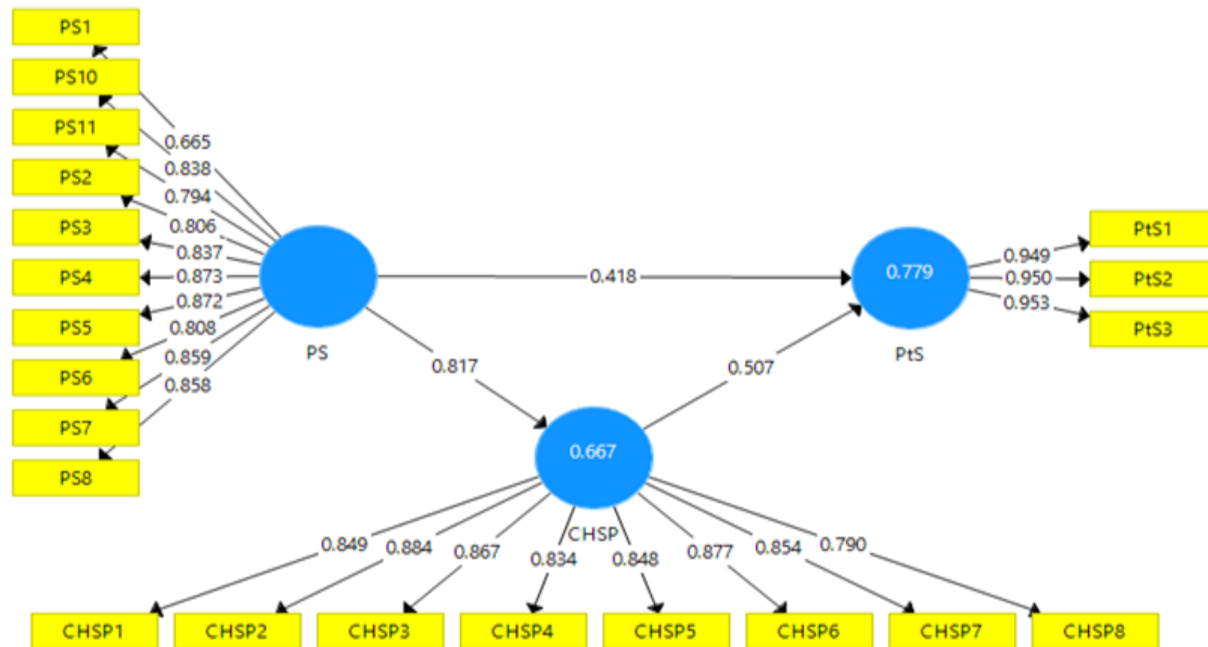 PS1
PS10
PS11
PS2
PS3
PS4
PS5
PS6
PS7
PS8
0.665
0.838
0.794
0.806
0.837
0.873
0.872
0.808
0.859
0.858
PS
0.418
0.817
0.507
0.779
PtS
0.949
0.950
0.953
PtS1
PtS2
PtS3
0.667
CHSP
0.849
0.884
0.867
0.834
0.848
0.877
0.854
0.790
CHSP1
CHSP2
CHSP3
CHSP4
CHSP5
CHSP6
CHSP7
CHSP8